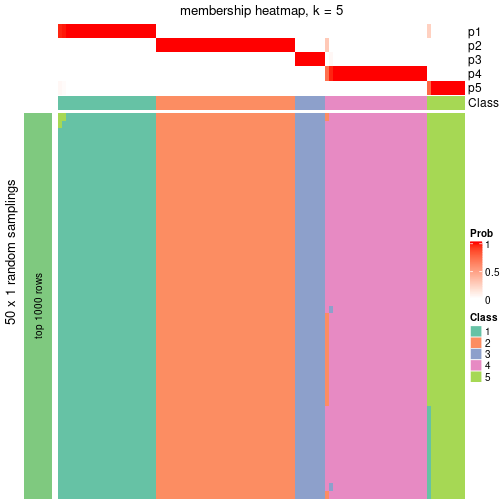 membership heatmap, k = 5
p1
p2
p3
p4
p5
Class
50 x 1 random samplings
top 1000 rows
Prob
1
0.5
0
Class
1
2
3
4
5